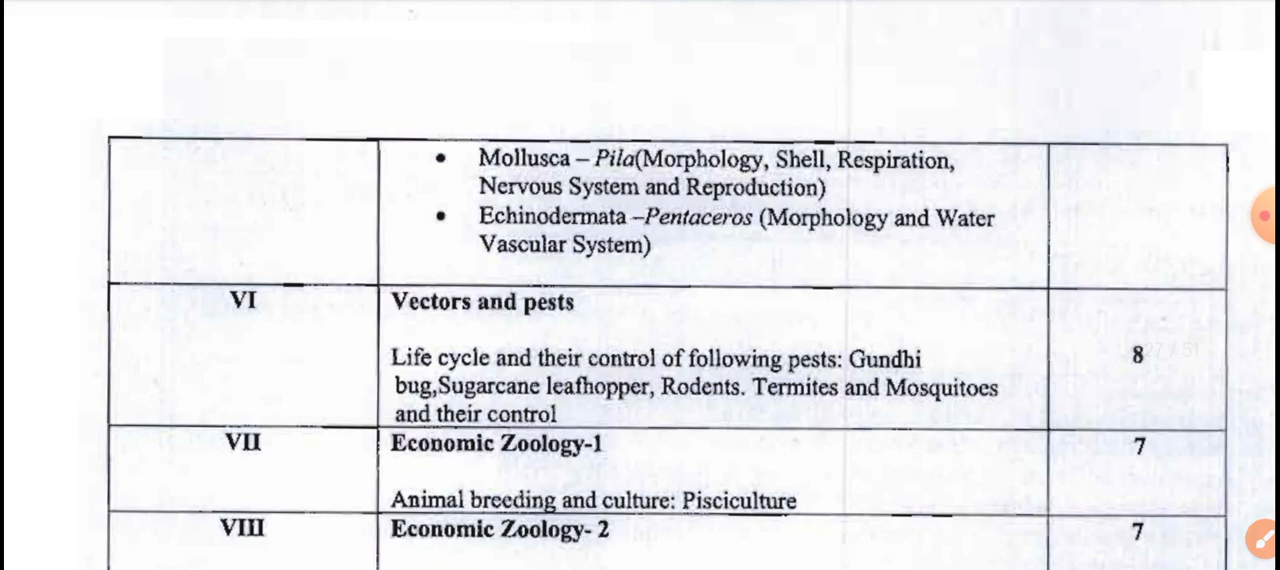 • Mollusca – Pila(Morphology, Shell, Respiration,
Nervous System and Reproduction)
• Echinodermata –Pentaceros (Morphology and Water
Vascular System)
VI
Vectors and pests
Life cycle and their control of following pests: Gundhi
8
bug,Sugarcane leafhopper, Rodents. Termites and Mosquitoes
and their control
VII
Economic Zoology-1
7
Animal breeding and culture: Pisciculture
VIII
Economic Zoology- 2
7